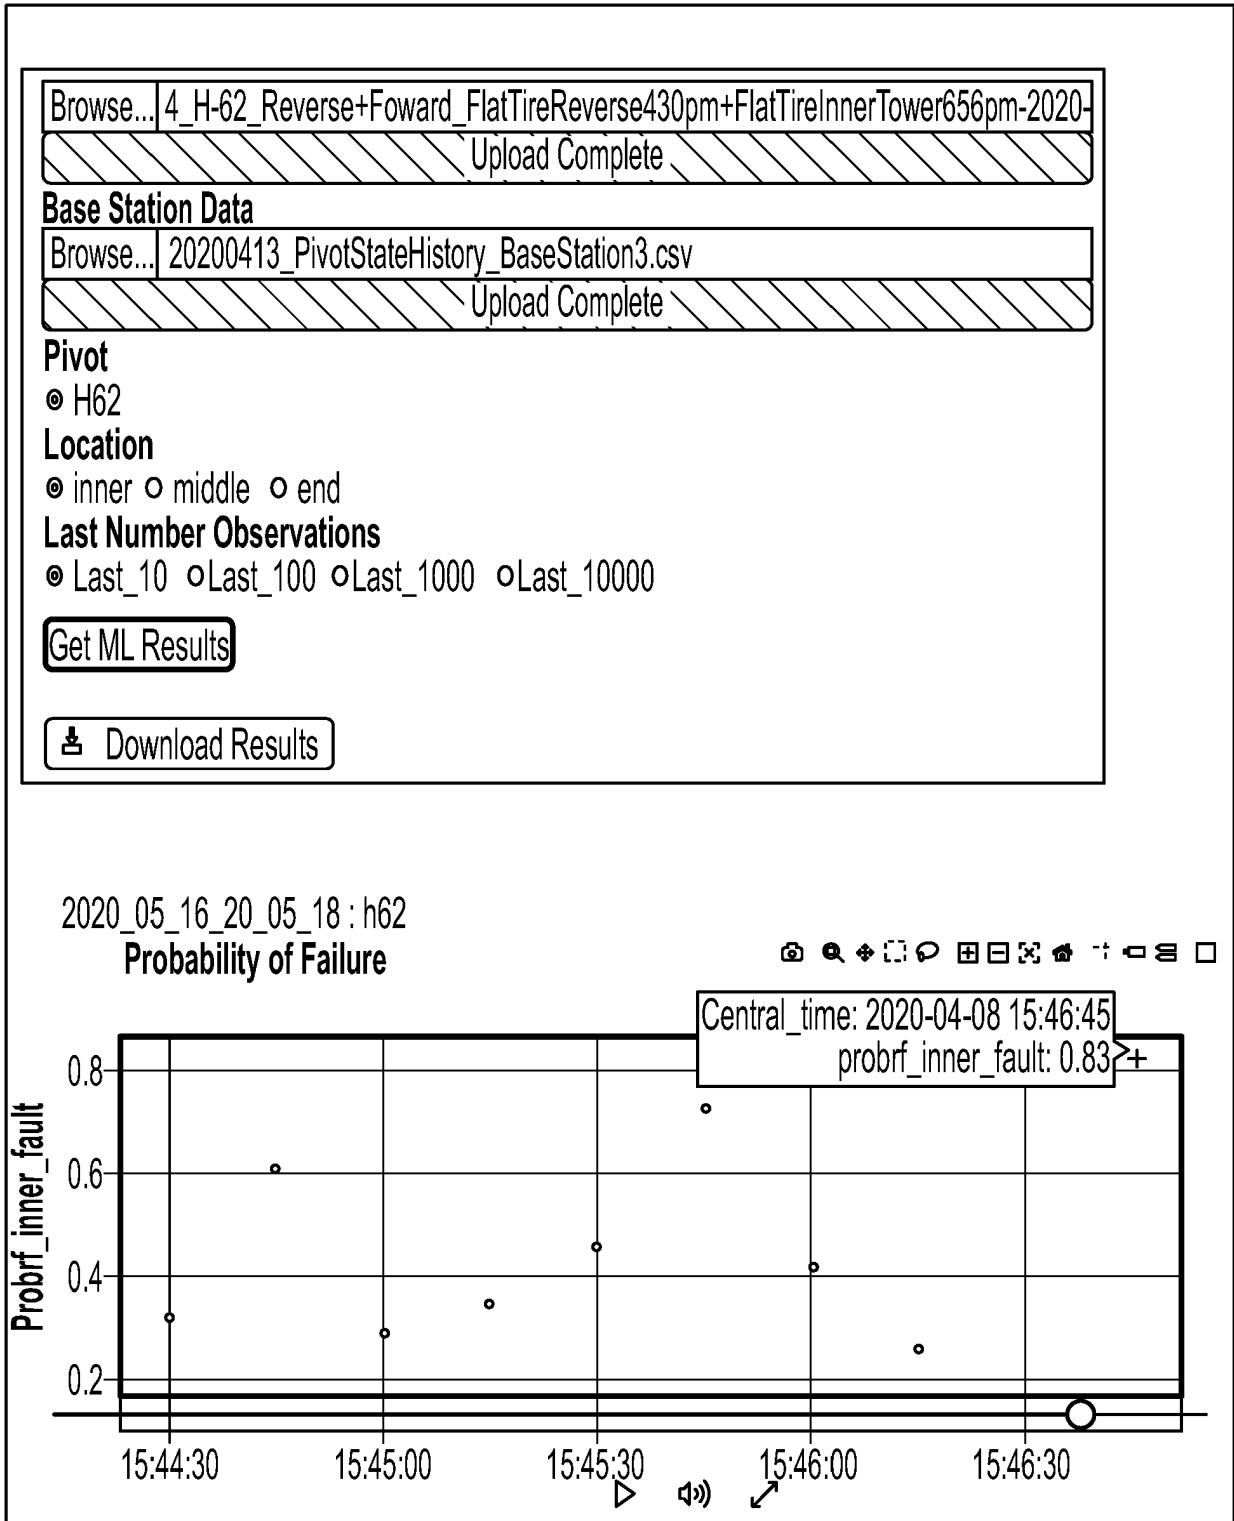 Browse... 4_H-62_Reverse+Foward_FlatTireReverse430pm+FlatTireInnerTower656pm-2020-
Upload Complete
Base Station Data
Browse... 20200413_PivotStateHistory_BaseStation3.csv
Upload Complete
Pivot
H62
Location
inner middle end
Last Number Observations
Last_10 Last_100 Last_1000 Last_10000
Get ML Results
Download Results
2020_05_16_20_05_18 : h62
Probability of Failure
Central_time: 2020-04-08 15:46:45
probrf_inner_fault: 0.83
Probrf_inner_fault
0.8
0.6
0.4
0.2
15:44:30 15:45:00 15:45:30 15:46:00 15:46:30